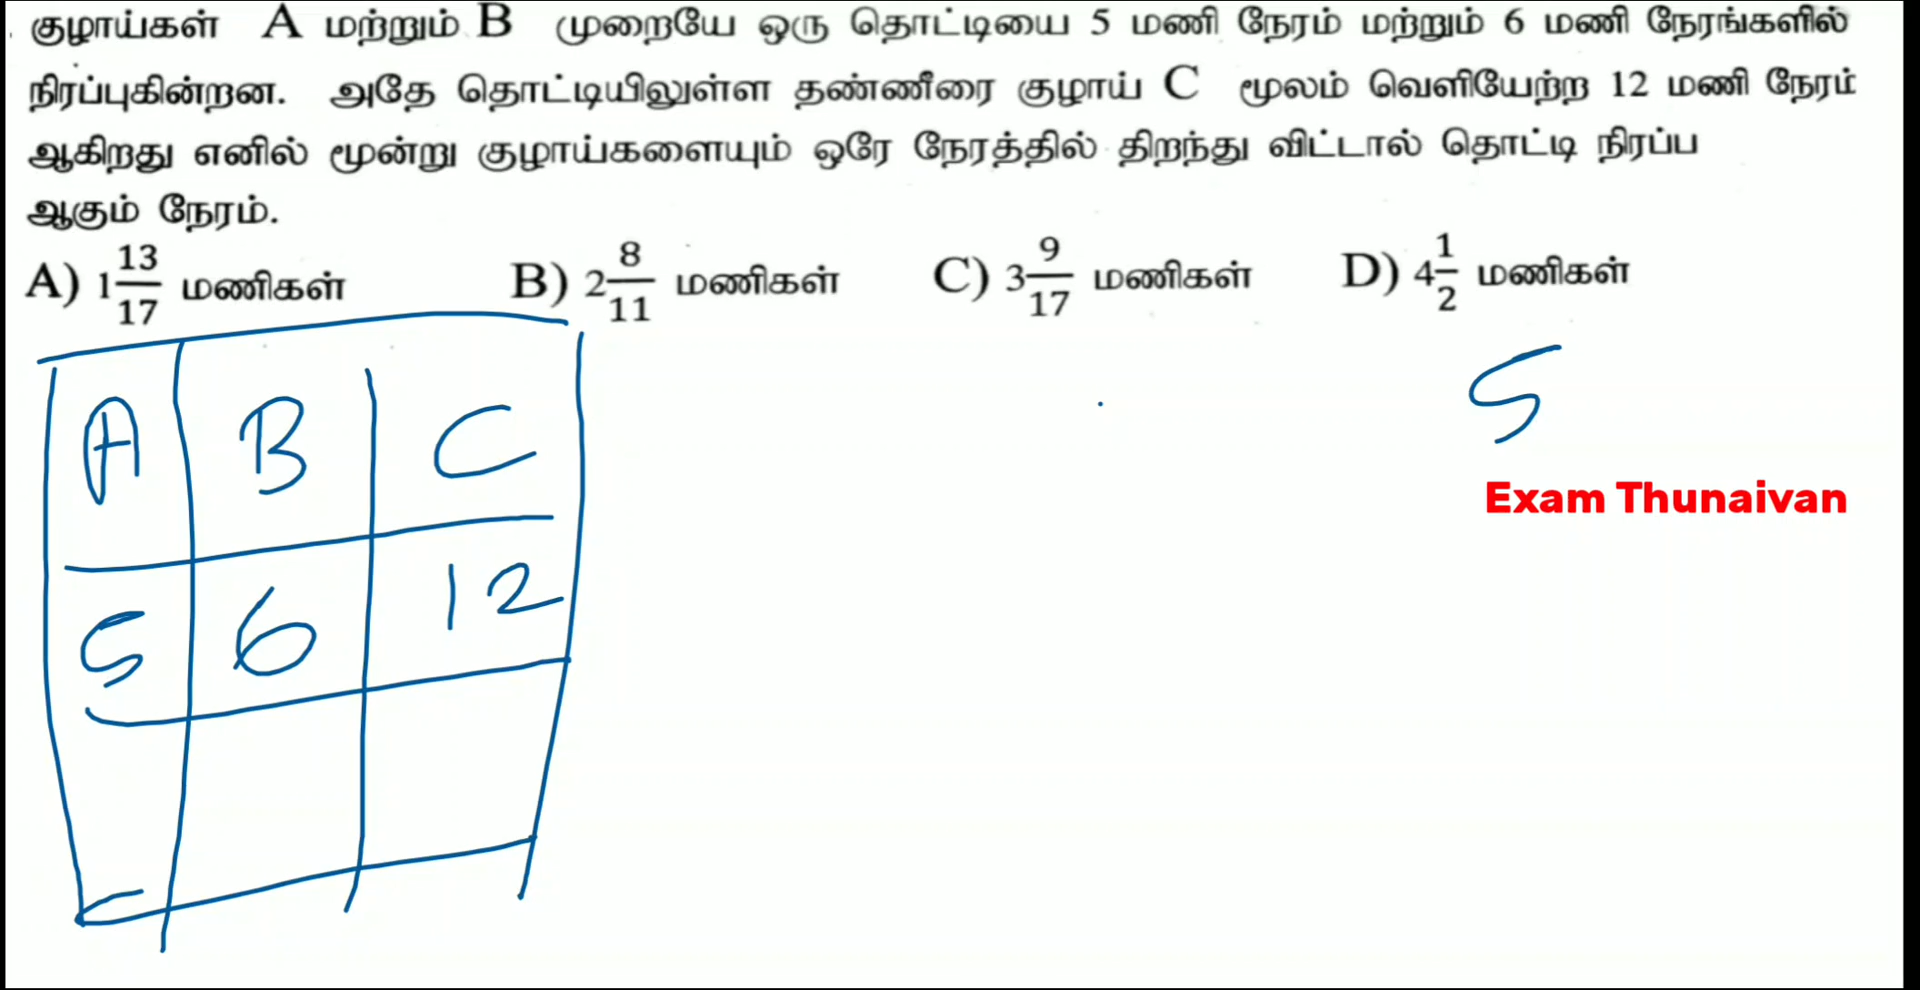 குழாய்கள் A மற்றும் B முறையே ஒரு தொட்டியை 5 மணி நேரம் மற்றும் 6 மணி நேரங்களில்
நிரப்புகின்றன. அதே தொட்டியிலுள்ள தண்ணீரை குழாய் C மூலம் வெளியேற்ற 12 மணி நேரம்
ஆகிறது எனில் மூன்று குழாய்களையும் ஒரே நேரத்தில் திறந்து விட்டால் தொட்டி நிரப்ப
ஆகும் நேரம்.
A) 1 13/17 மணிகள் B) 2 8/11 மணிகள் C) 3 9/17 மணிகள் D) 4 1/2 மணிகள்
A B C
5 6 12
5
Exam Thunaivan